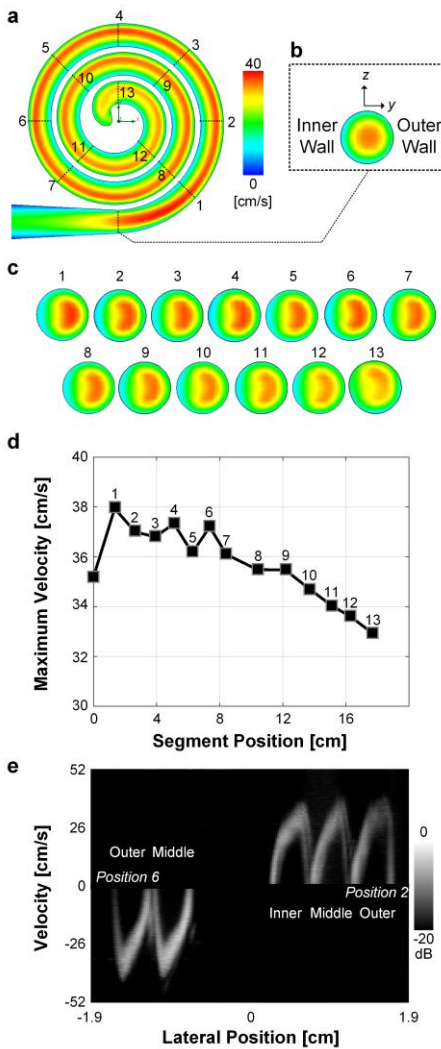 a
4
5
3
40
10
13
9
6
2
11
12
0
7
8
[cm/s]
1
b
z
y
Inner Outer
Wall Wall
c
1 2 3 4 5 6 7
8 9 10 11 12 13
d
Maximum Velocity [cm/s]
40
38
36
34
32
30
1
2
3
4
5
6
7
8
9
10
11
12
13
0 4 8 12 16
Segment Position [cm]
e
Velocity [cm/s]
52
26
0
-26
-52
Outer Middle
Position 6
Position 2
Inner Middle Outer
0
-20
dB
-1.9 0 1.9
Lateral Position [cm]